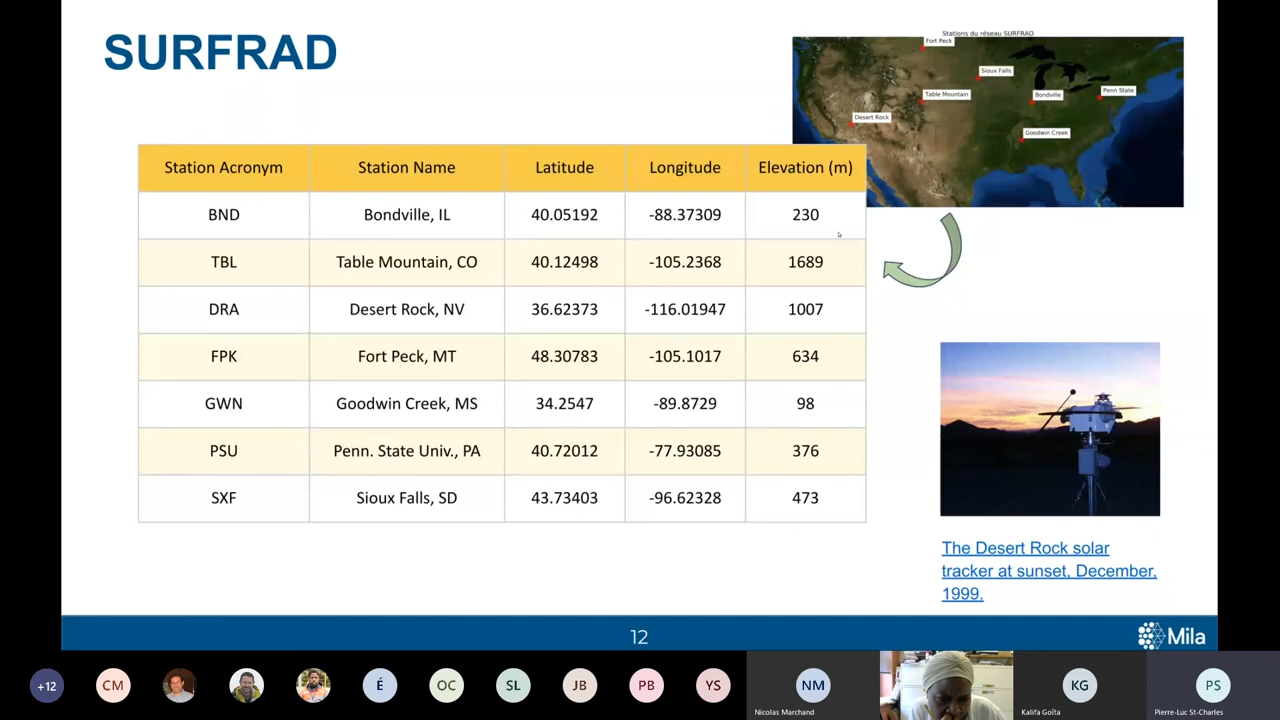 SURFRAD
Stations du réseau SURFRAD
Fort Peck
Sioux Falls
Table Mountain
Bondville
Penn State
Desert Rock
Goodwin Creek
Station Acronym Station Name Latitude Longitude Elevation (m)
BND Bondville, IL 40.05192 -88.37309 230
TBL Table Mountain, CO 40.12498 -105.2368 1689
DRA Desert Rock, NV 36.62373 -116.01947 1007
FPK Fort Peck, MT 48.30783 -105.1017 634
GWN Goodwin Creek, MS 34.2547 -89.8729 98
PSU Penn. State Univ., PA 40.72012 -77.93085 376
SXF Sioux Falls, SD 43.73403 -96.62328 473
The Desert Rock solar
tracker at sunset, December,
1999.
12
Mila
+12 CM É OC SL JB PB YS NM KG PS
Nicolas Marchand Kalifa Goïta Pierre-Luc St-Charles